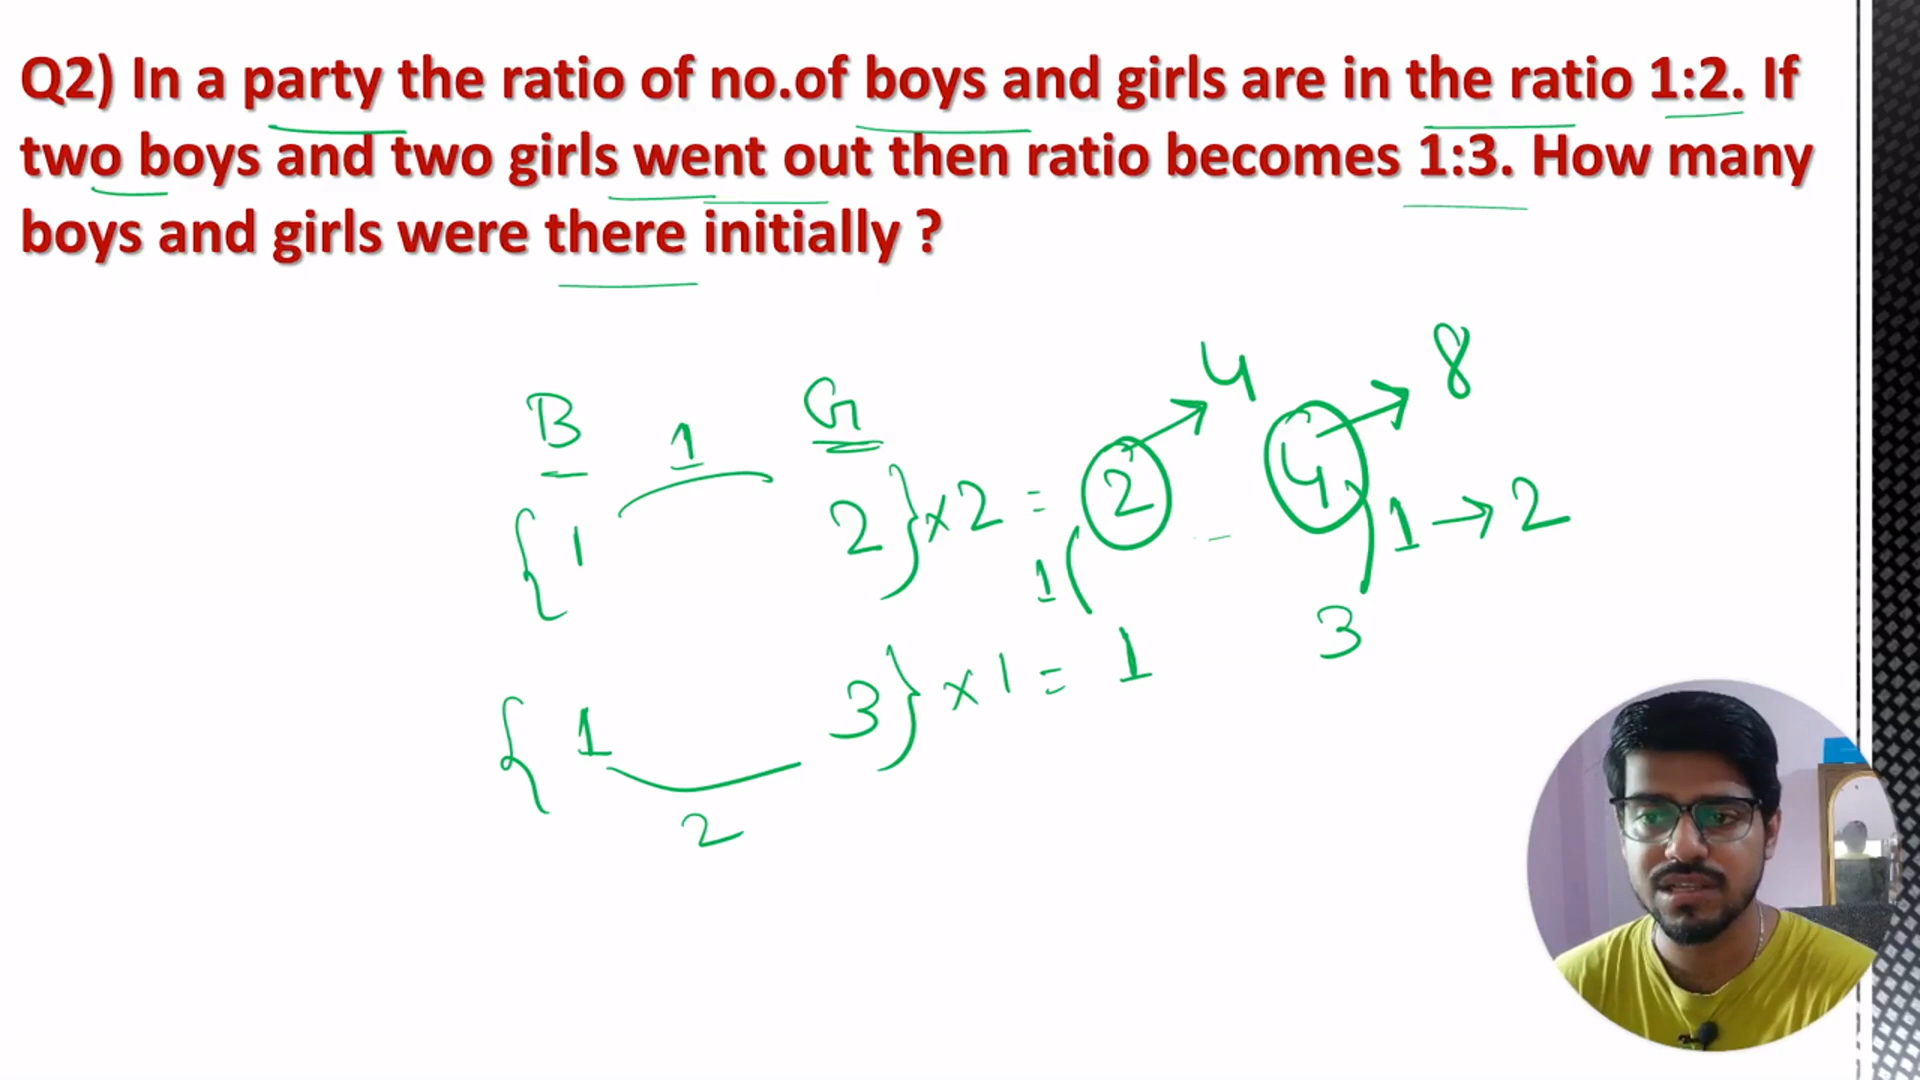 Q2) In a party the ratio of no.of boys and girls are in the ratio 1:2. If
two boys and two girls went out then ratio becomes 1:3. How many
boys and girls were there initially ?
4 8
B 1 G
{ 1 2 } ×2 = 2 - 4 1 → 2
1 3
{ 1 3 } ×1 = 1
2